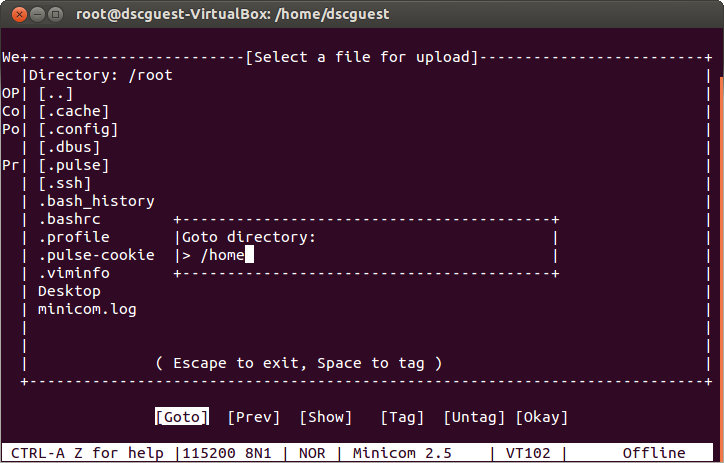 root@dscguest-VirtualBox: /home/dscguest
We+------------------------[Select a file for upload]-------------------------+
|Directory: /root |
OP| [..] |
Co| [.cache] |
Po| [.config] |
| [.dbus] |
Pr| [.pulse] |
| [.ssh] |
| .bash_history |
| .bashrc +-----------------------------------------+ |
| .profile |Goto directory: | |
| .pulse-cookie |> /home | |
| .viminfo +-----------------------------------------+ |
| Desktop |
| minicom.log |
| |
| |
| ( Escape to exit, Space to tag ) |
+---------------------------------------------------------------------------+
[Goto] [Prev] [Show] [Tag] [Untag] [Okay]
CTRL-A Z for help |115200 8N1 | NOR | Minicom 2.5 | VT102 | Offline